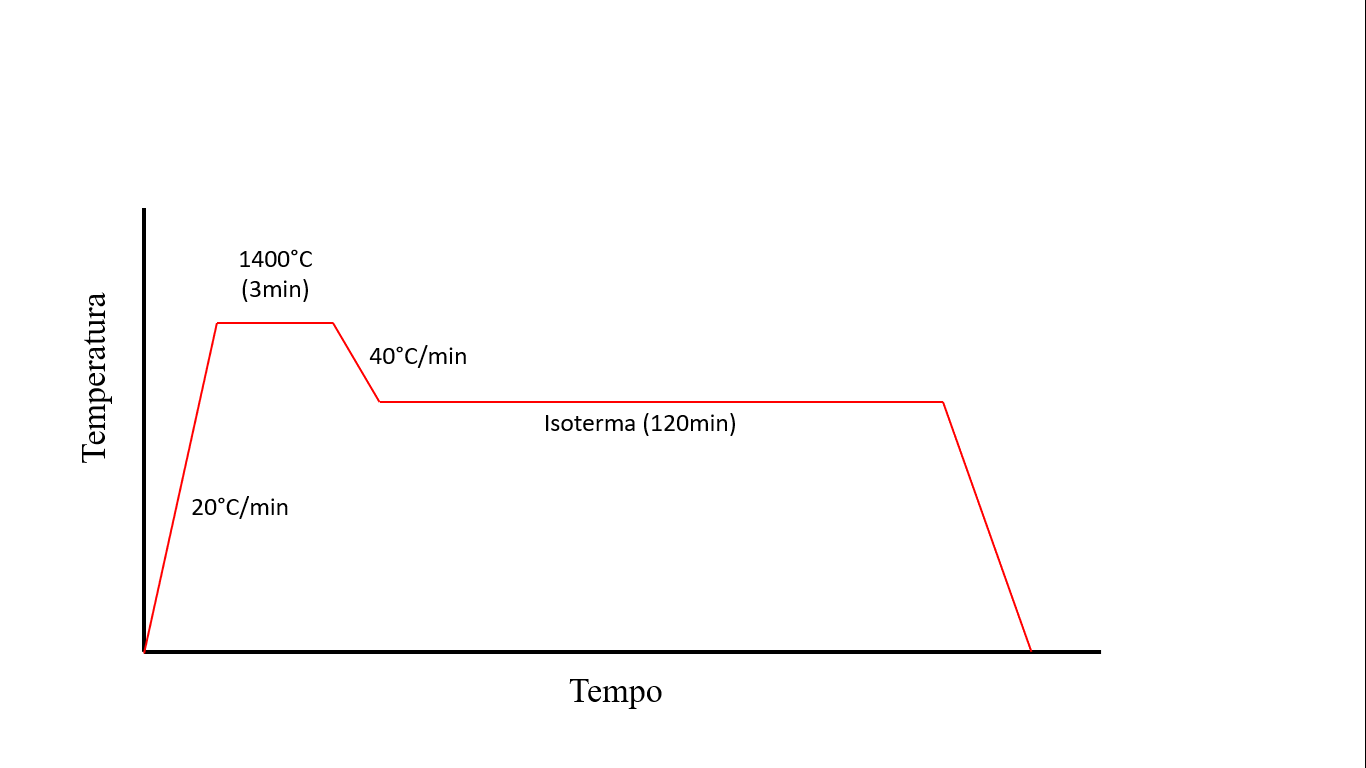 1400°C
(3min)
40°C/min
Isoterma (120min)
20°C/min
Temperatura
Tempo